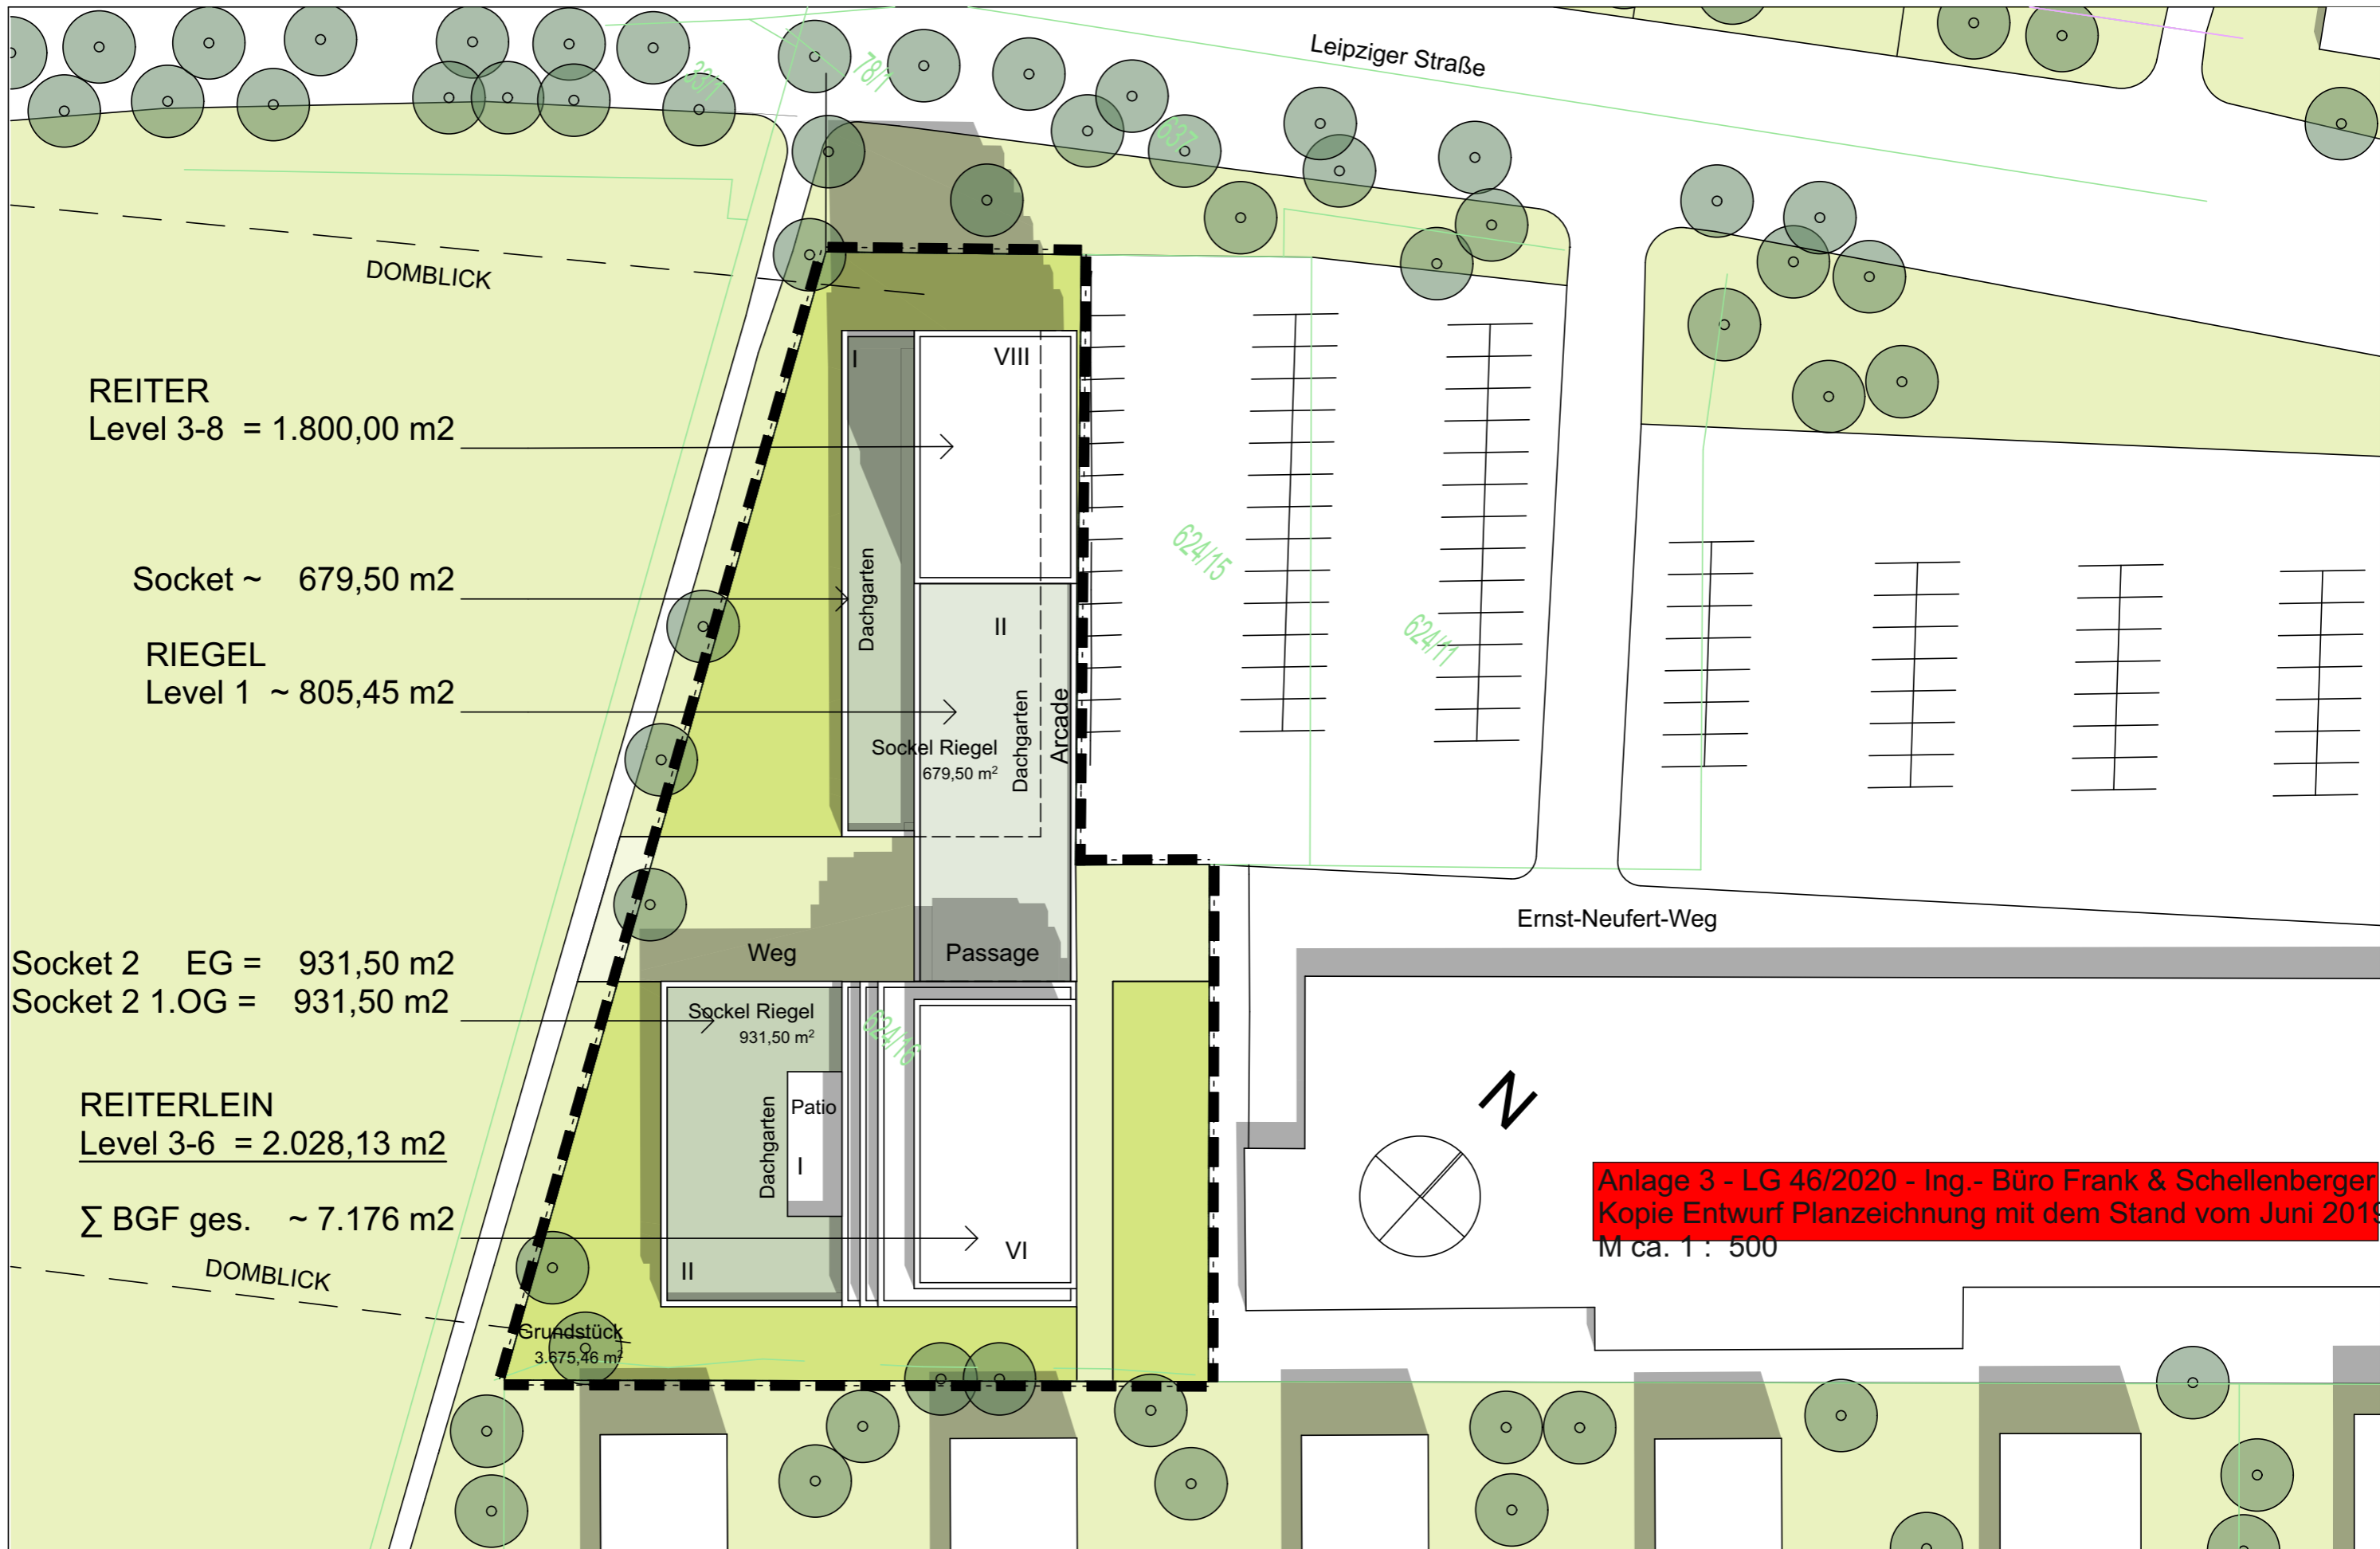 Leipziger Straße
33/1
78/1
637
DOMBLICK
REITER
Level 3-8 = 1.800,00 m2
I
VIII
Socket ~ 679,50 m2
Dachgarten
624/15
624/11
II
RIEGEL
Level 1 ~ 805,45 m2
Sockel Riegel
679,50 m²
Dachgarten
Arcade
Ernst-Neufert-Weg
Weg
Passage
Socket 2 EG = 931,50 m2
Socket 2 1.OG = 931,50 m2
Sockel Riegel
931,50 m²
624/16
Dachgarten
Patio
I
N
REITERLEIN
Level 3-6 = 2.028,13 m2
∑ BGF ges. ~ 7.176 m2
II
VI
DOMBLICK
Grundstück
3.675,46 m²
Anlage 3 - LG 46/2020 - Ing.- Büro Frank & Schellenberger
Kopie Entwurf Planzeichnung mit dem Stand vom Juni 2019
M ca. 1 : 500